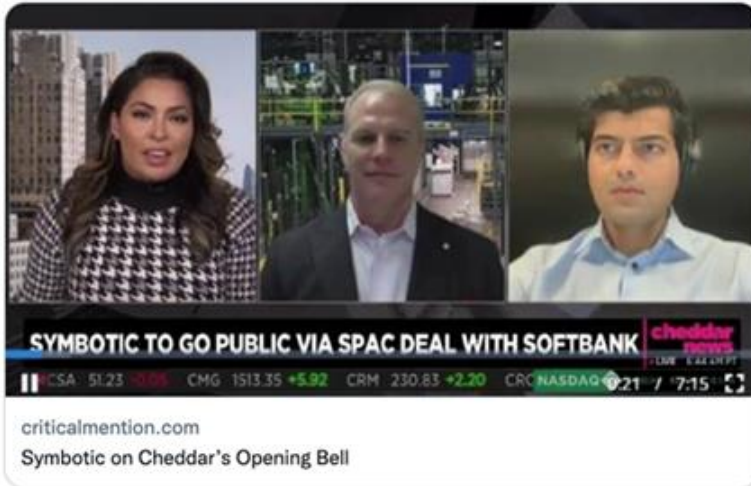 SYMBOTIC TO GO PUBLIC VIA SPAC DEAL WITH SOFTBANK
cheddar
news
LIVE
CSA 51.23 -0.05 CMG 1513.35 +5.92 CRM 230.83 +2.20 CRC NASDAQ
0:21 / 7:15
criticalmention.com
Symbotic on Cheddar's Opening Bell